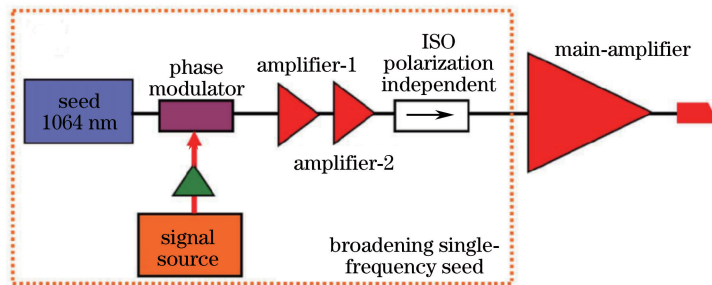 seed
1064 nm
phase
modulator
amplifier-1
amplifier-2
ISO
polarization
independent
main-amplifier
signal
source
broadening single-
frequency seed